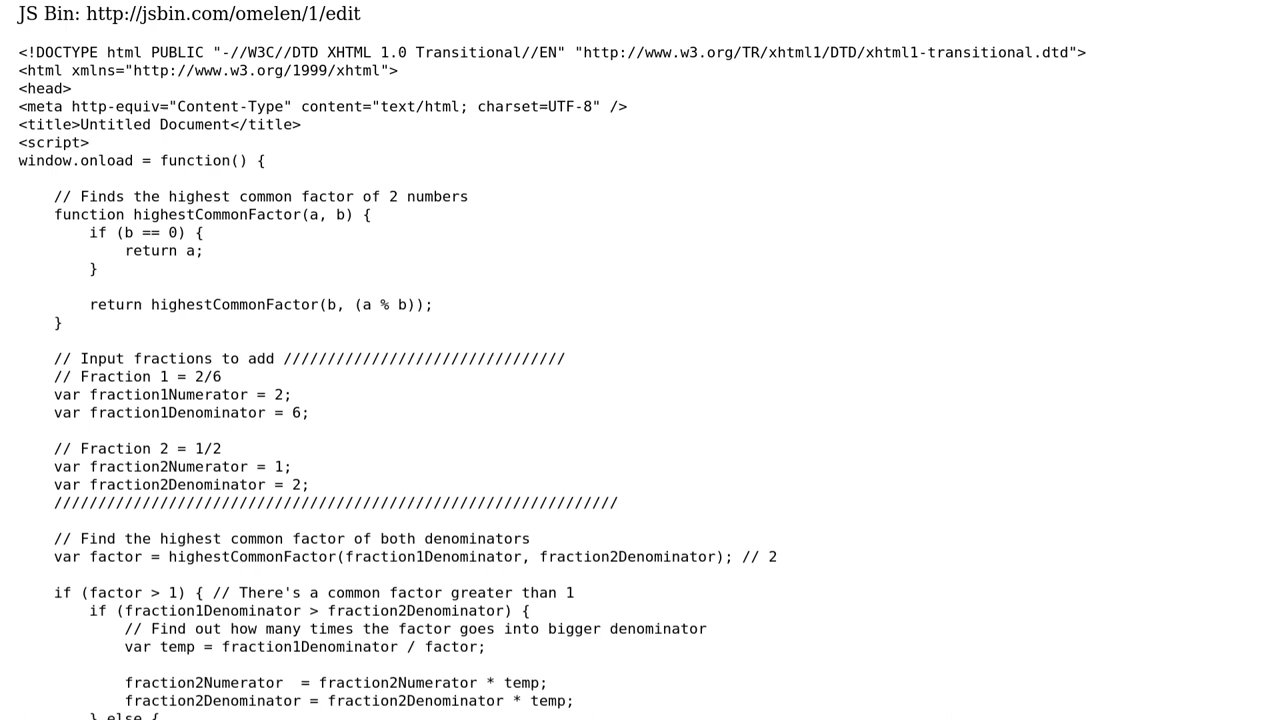 JS Bin: http://jsbin.com/omelen/1/edit
<!DOCTYPE html PUBLIC "-//W3C//DTD XHTML 1.0 Transitional//EN" "http://www.w3.org/TR/xhtml1/DTD/xhtml1-transitional.dtd">
<html xmlns="http://www.w3.org/1999/xhtml">
<head>
<meta http-equiv="Content-Type" content="text/html; charset=UTF-8" />
<title>Untitled Document</title>
<script>
window.onload = function() {
    // Finds the highest common factor of 2 numbers
    function highestCommonFactor(a, b) {
        if (b == 0) {
            return a;
        }
        return highestCommonFactor(b, (a % b));
    }
    // Input fractions to add ////////////////////////////////
    // Fraction 1 = 2/6
    var fraction1Numerator = 2;
    var fraction1Denominator = 6;
    // Fraction 2 = 1/2
    var fraction2Numerator = 1;
    var fraction2Denominator = 2;
    ////////////////////////////////////////////////////////////////
    // Find the highest common factor of both denominators
    var factor = highestCommonFactor(fraction1Denominator, fraction2Denominator); // 2
    if (factor > 1) { // There's a common factor greater than 1
        if (fraction1Denominator > fraction2Denominator) {
            // Find out how many times the factor goes into bigger denominator
            var temp = fraction1Denominator / factor;
            fraction2Numerator  = fraction2Numerator * temp;
            fraction2Denominator = fraction2Denominator * temp;
        } else {